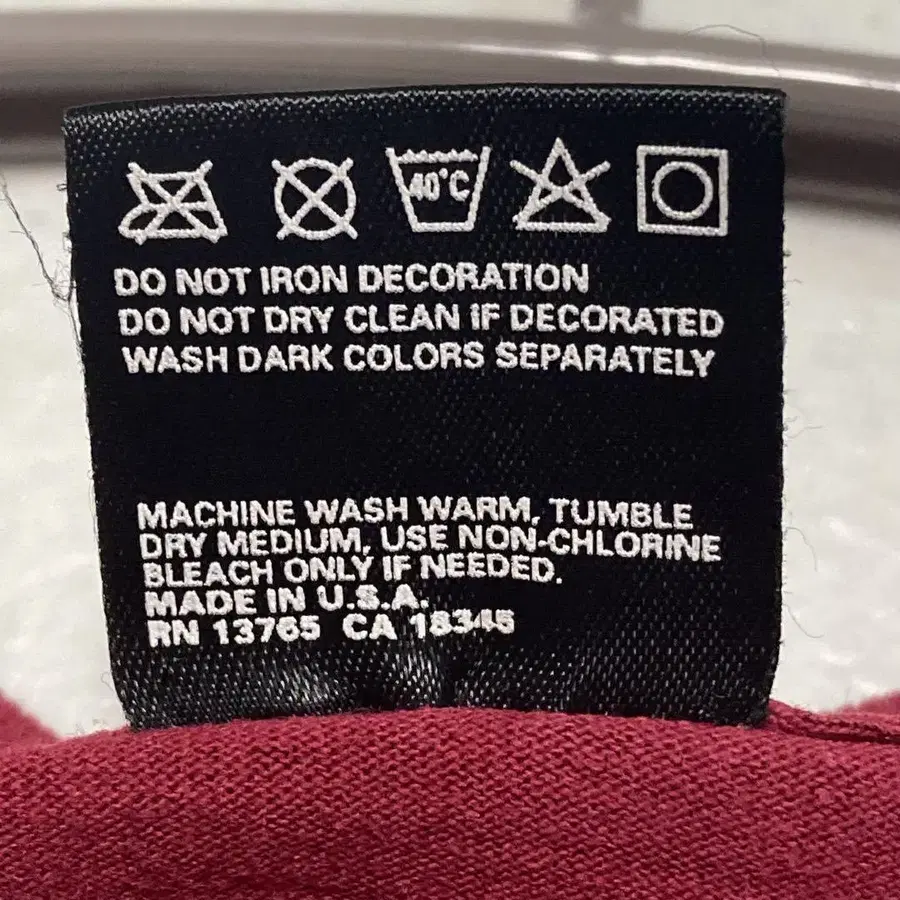 40°C
DO NOT IRON DECORATION
DO NOT DRY CLEAN IF DECORATED
WASH DARK COLORS SEPARATELY
MACHINE WASH WARM, TUMBLE
DRY MEDIUM, USE NON-CHLORINE
BLEACH ONLY IF NEEDED.
MADE IN U.S.A.
RN 13765 CA 18345